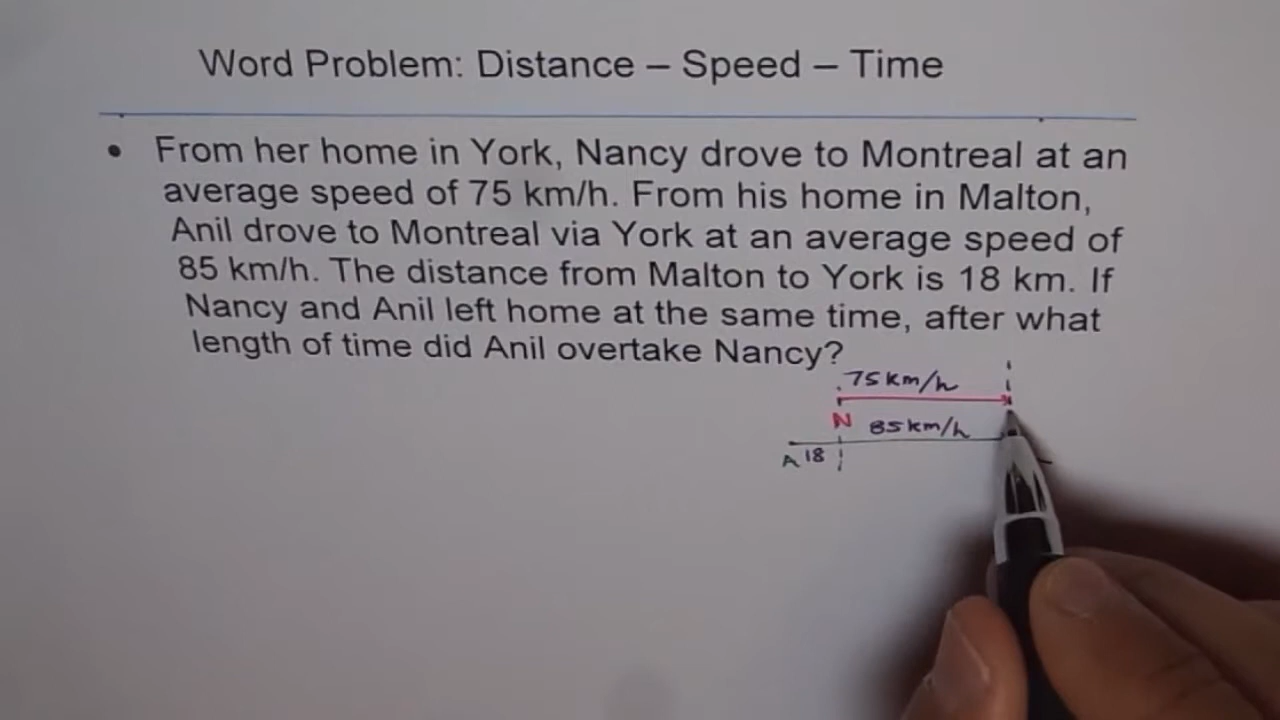 Word Problem: Distance – Speed – Time
• From her home in York, Nancy drove to Montreal at an
average speed of 75 km/h. From his home in Malton,
Anil drove to Montreal via York at an average speed of
85 km/h. The distance from Malton to York is 18 km. If
Nancy and Anil left home at the same time, after what
length of time did Anil overtake Nancy?
75km/h
N 85km/h
A 18